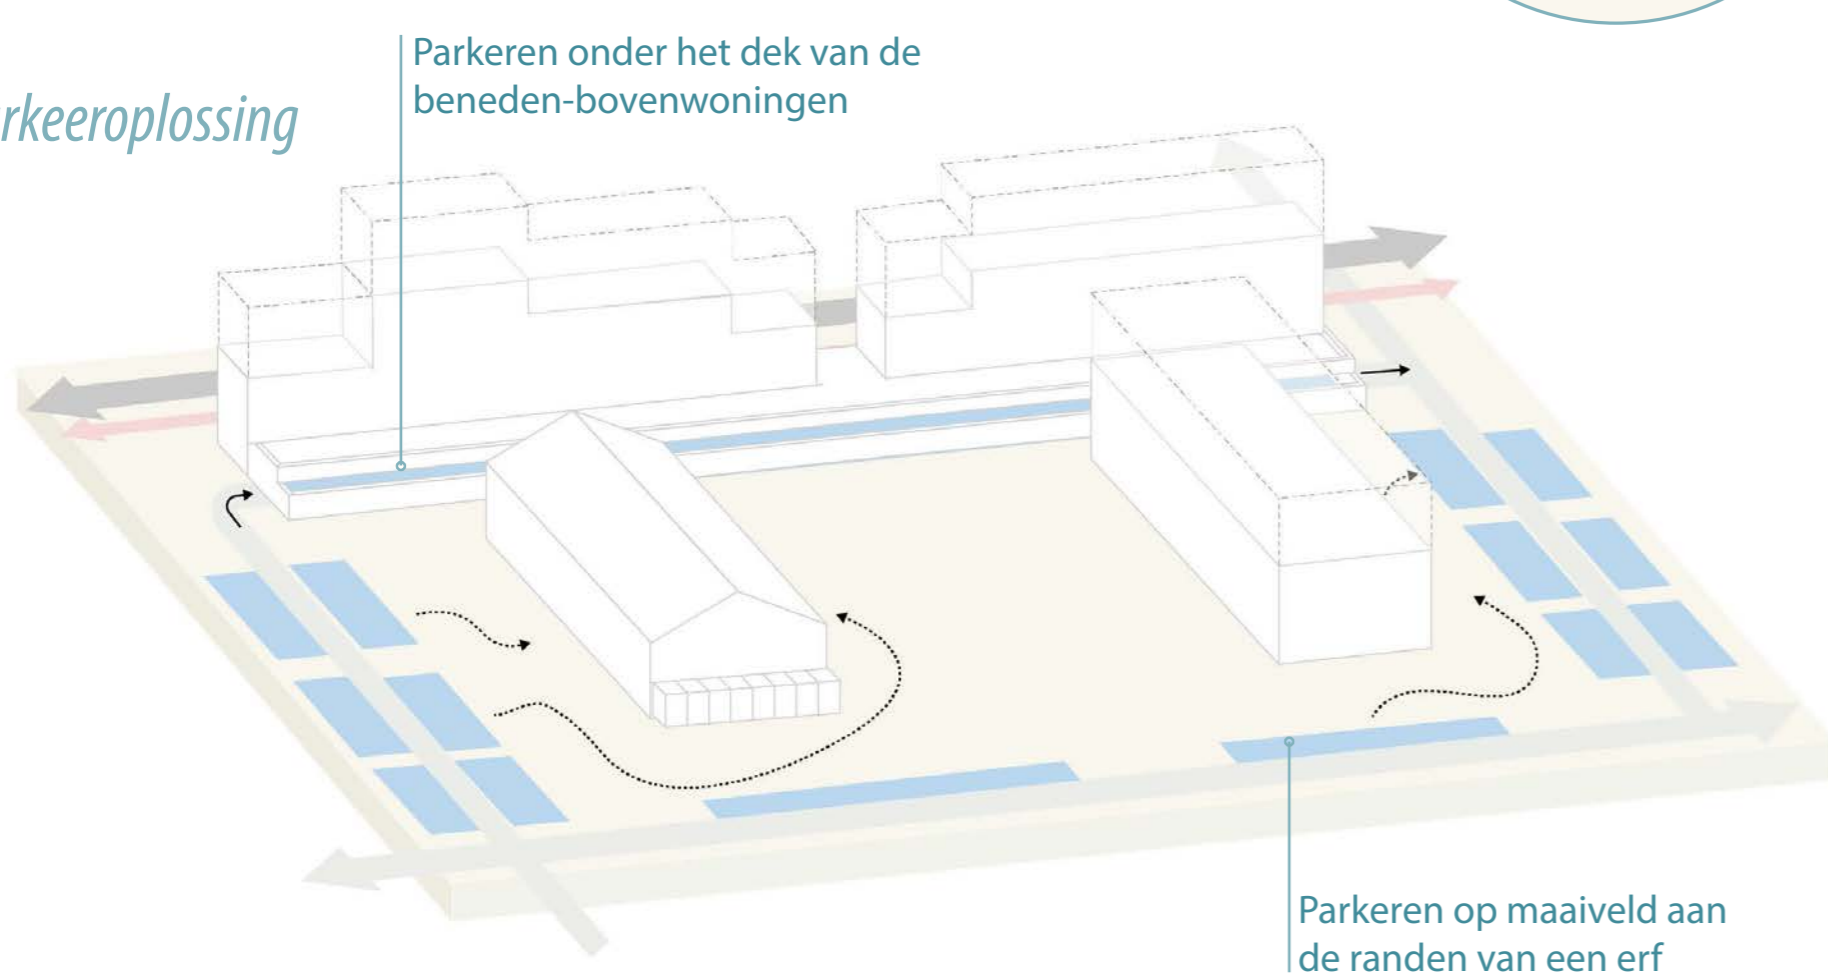 Parkeren onder het dek van de
beneden-bovenwoningen
rkeeroplossing
Parkeren op maaiveld aan
de randen van een erf